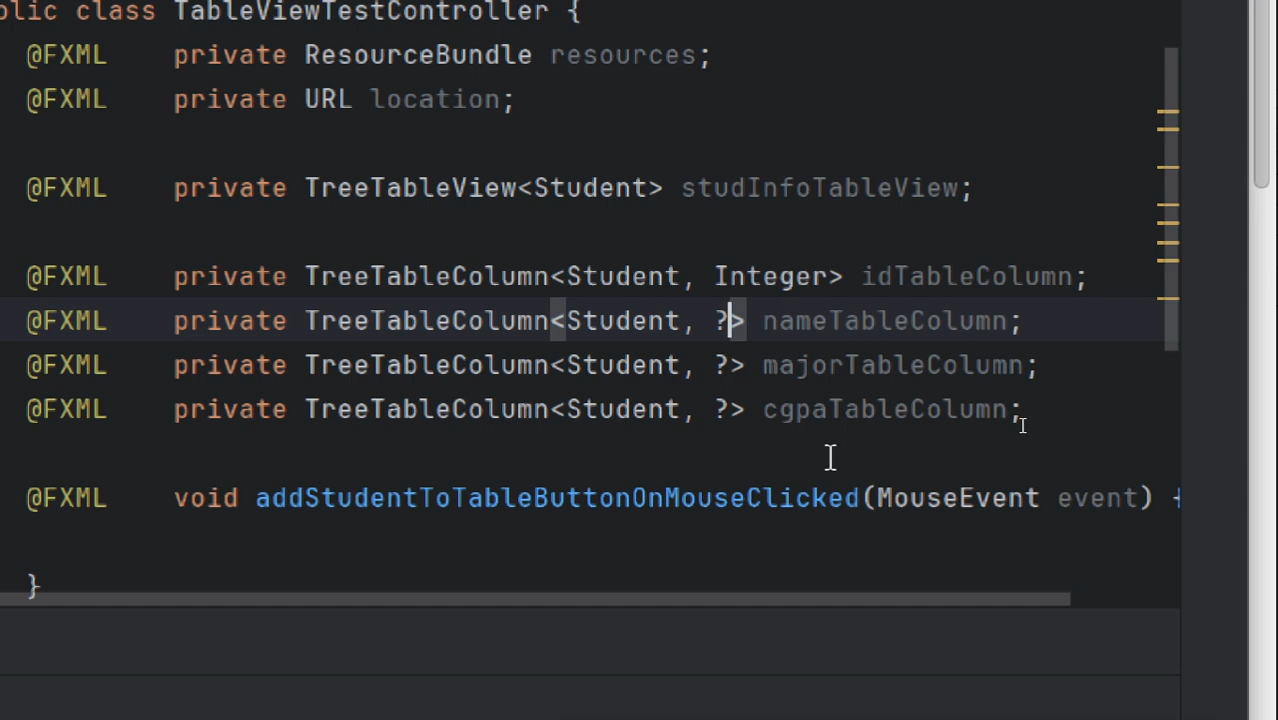 blic class TableViewTestController {
@FXML private ResourceBundle resources;
@FXML private URL location;
@FXML private TreeTableView<Student> studInfoTableView;
@FXML private TreeTableColumn<Student, Integer> idTableColumn;
@FXML private TreeTableColumn<Student, ?> nameTableColumn;
@FXML private TreeTableColumn<Student, ?> majorTableColumn;
@FXML private TreeTableColumn<Student, ?> cgpaTableColumn;
@FXML void addStudentToTableButtonOnMouseClicked(MouseEvent event) {
}